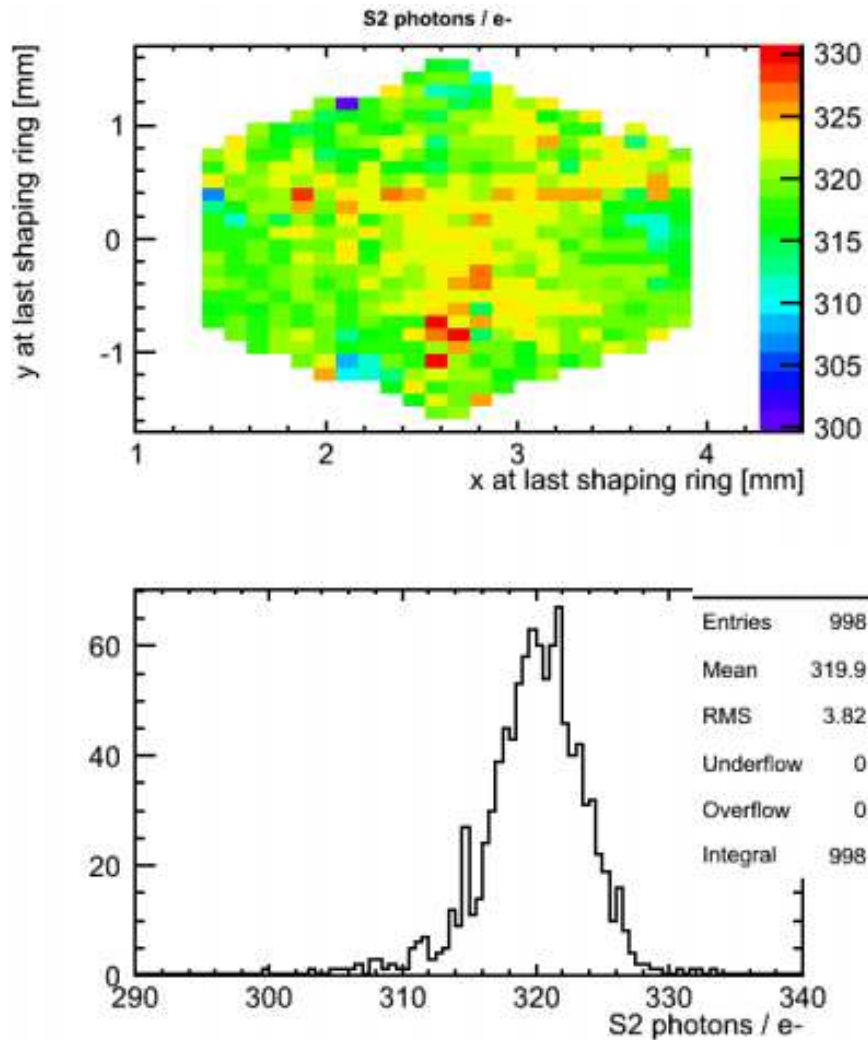 S2 photons / e-
y at last shaping ring [mm]
1
0
-1
1
2
3
4
x at last shaping ring [mm]
330
325
320
315
310
305
300
60
40
20
0
290
300
310
320
330
340
S2 photons / e-
Entries 998
Mean 319.9
RMS 3.82
Underflow 0
Overflow 0
Integral 998